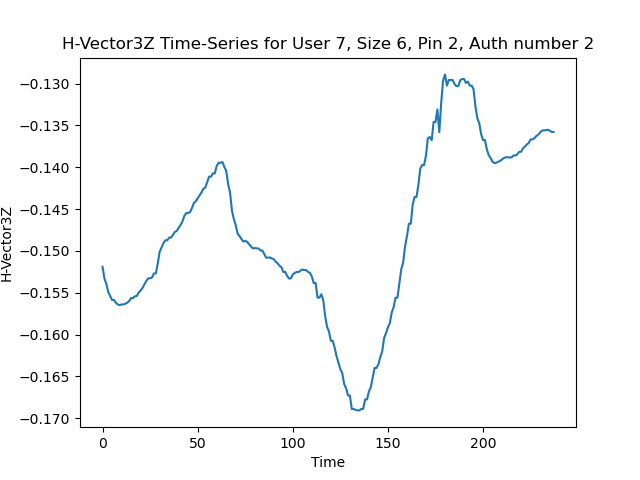 H-Vector3Z Time-Series for User 7, Size 6, Pin 2, Auth number 2
H-Vector3Z
−0.130
−0.135
−0.140
−0.145
−0.150
−0.155
−0.160
−0.165
−0.170
0 50 100 150 200
Time